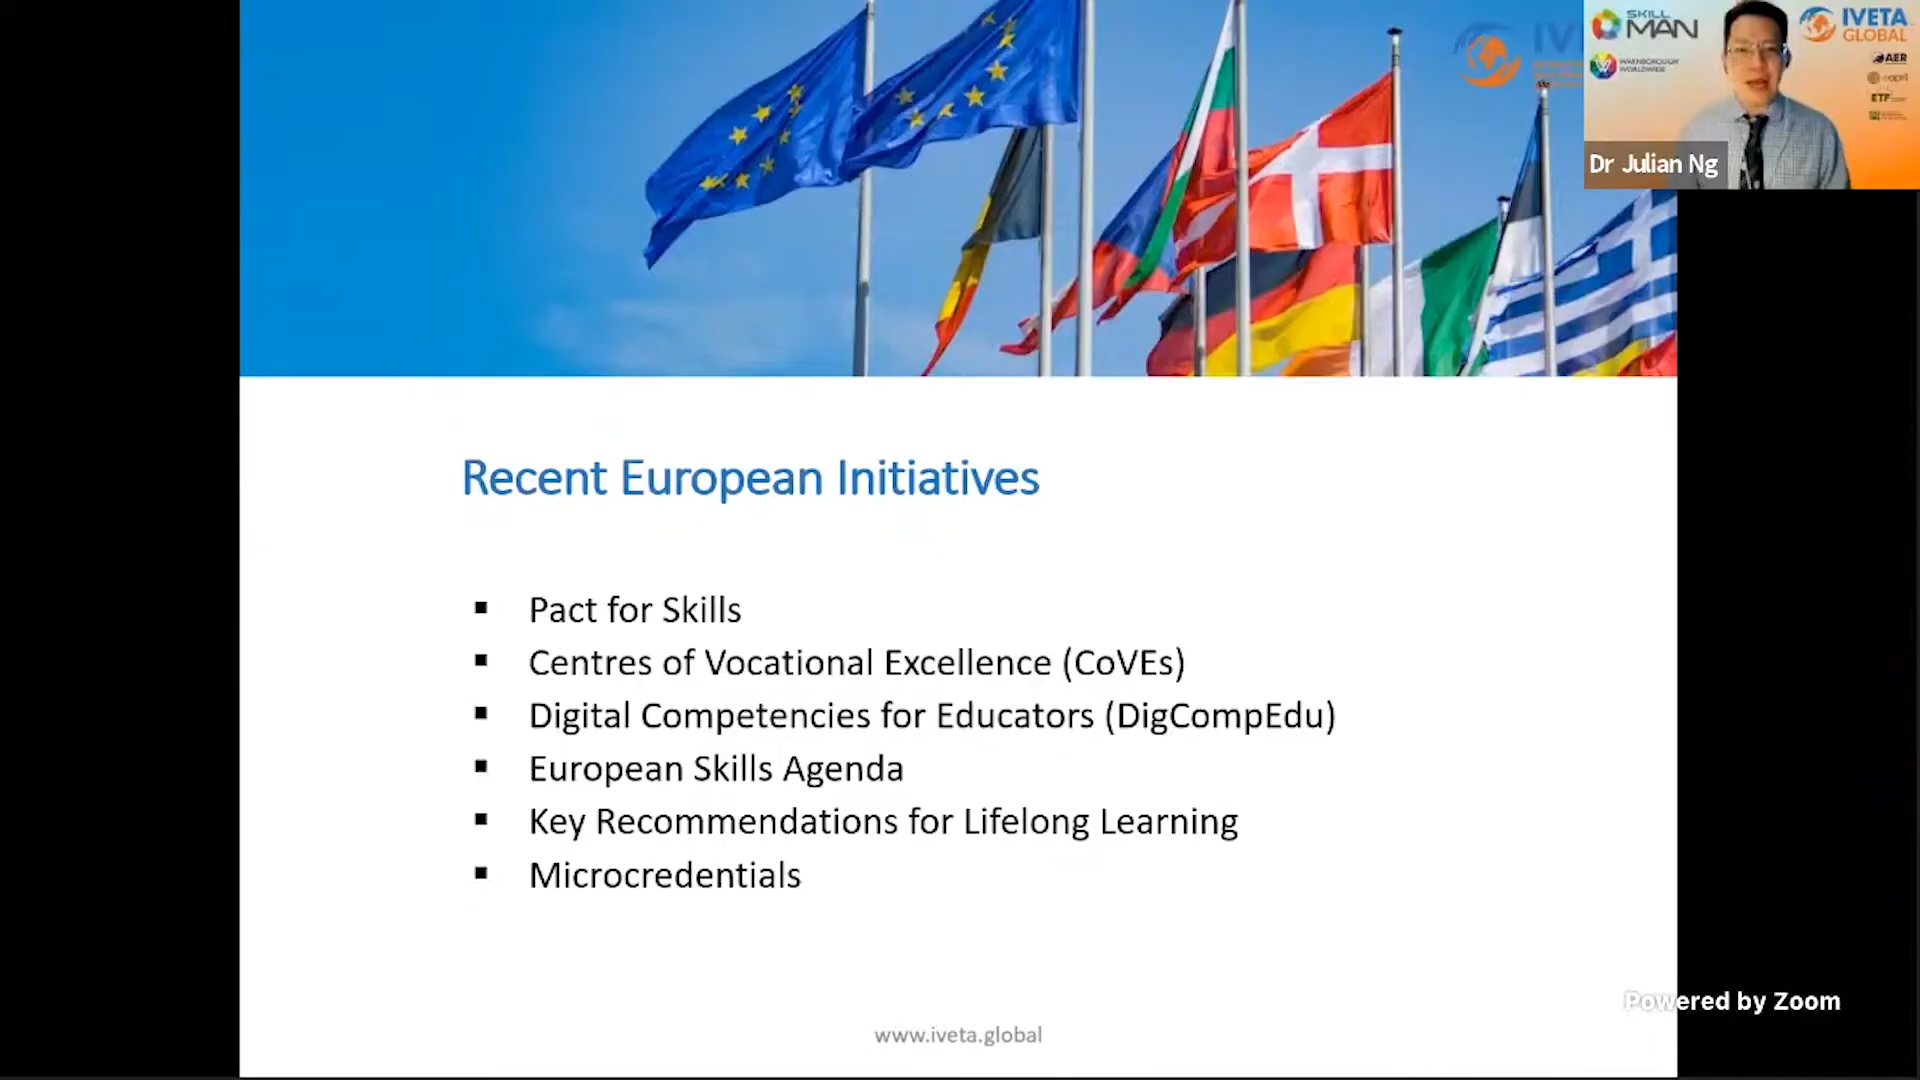 SKILL
MAN
WARNBOROUGH
WORLDWIDE
IVETA
GLOBAL
AER
ETF
IV
Dr Julian Ng
Recent European Initiatives
▪ Pact for Skills
▪ Centres of Vocational Excellence (CoVEs)
▪ Digital Competencies for Educators (DigCompEdu)
▪ European Skills Agenda
▪ Key Recommendations for Lifelong Learning
▪ Microcredentials
Powered by Zoom
www.iveta.global